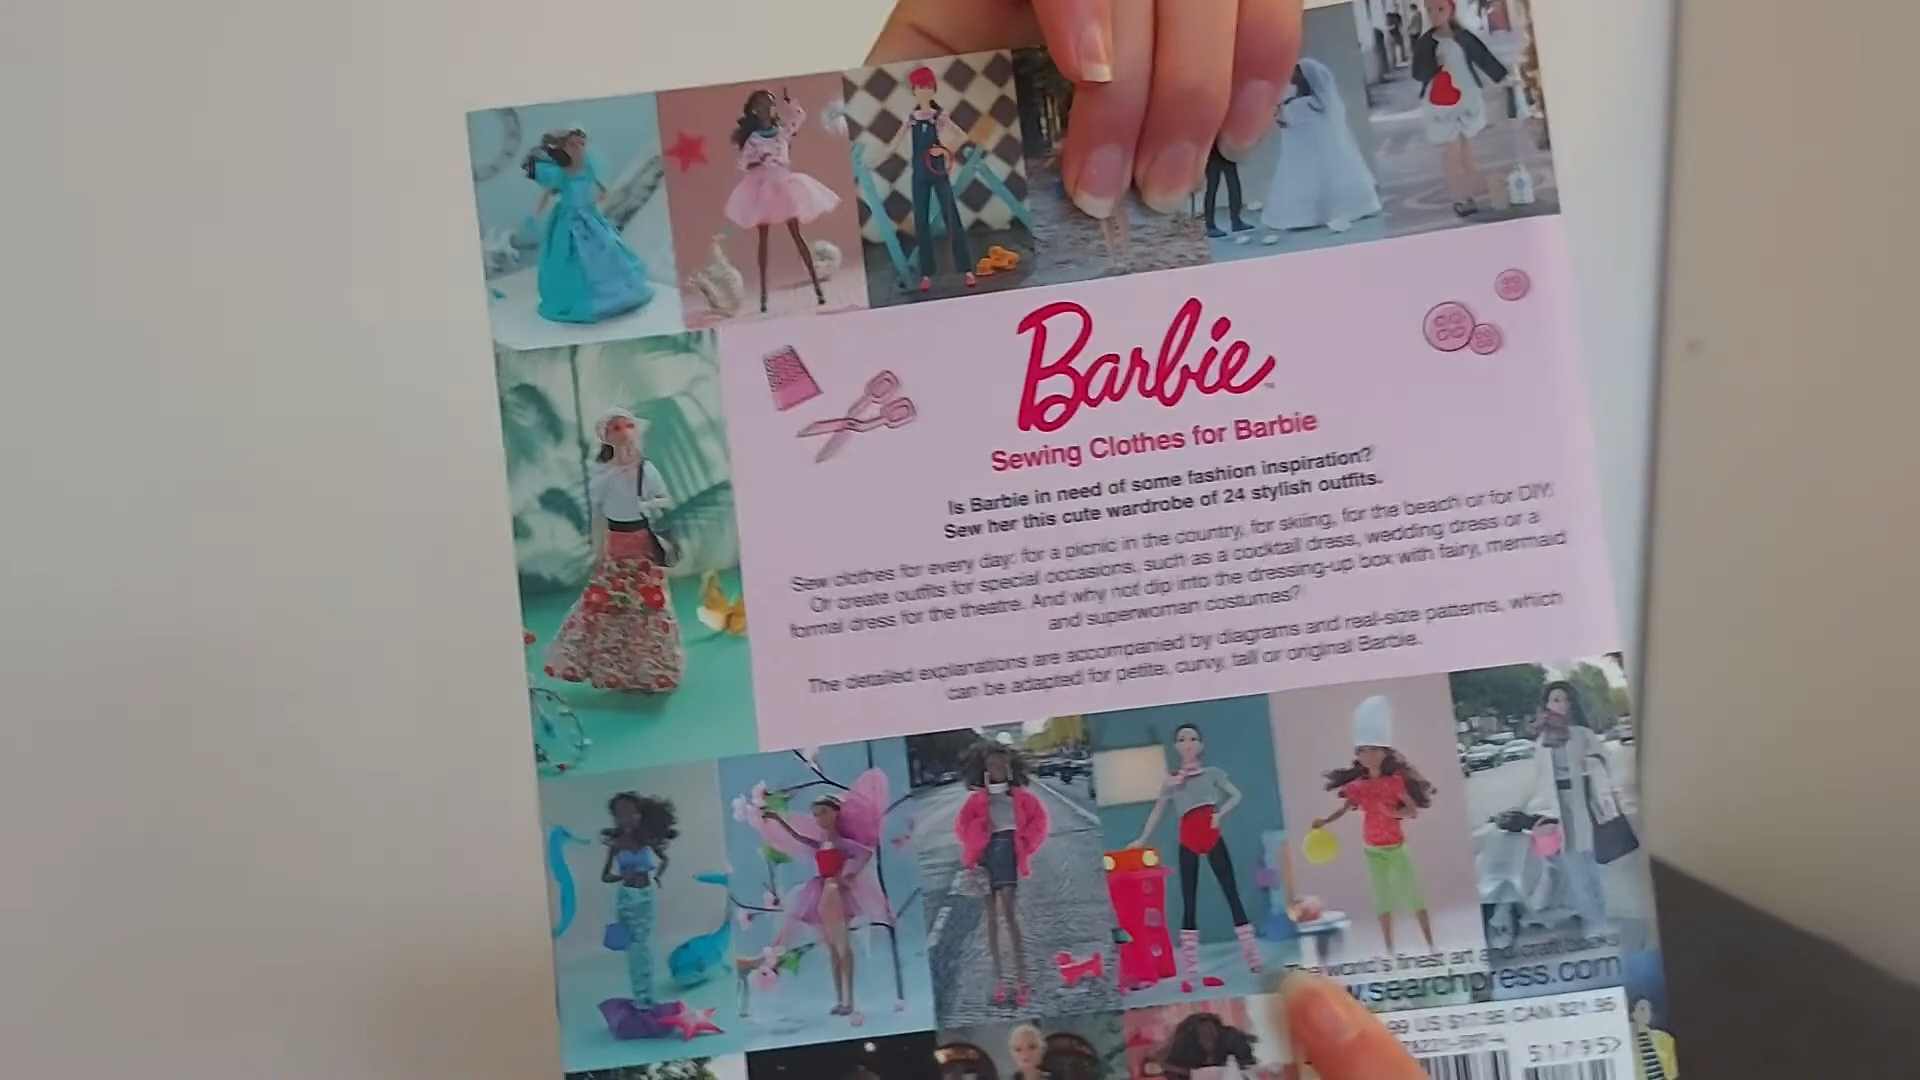 Barbie™
Sewing Clothes for Barbie
Is Barbie in need of some fashion inspiration?
Sew her this cute wardrobe of 24 stylish outfits.
Sew clothes for every day: for a picnic in the country, for skiing, for the beach or for DIY.
Or create outfits for special occasions, such as a cocktail dress, wedding dress or a
formal dress for the theatre. And why not dip into the dressing-up box with fairy, mermaid
and superwoman costumes?
The detailed explanations are accompanied by diagrams and real-size patterns, which
can be adapted for petite, curvy, tall or original Barbie.
The world's finest art and craft books
w.searchpress.com
99 US $17.95 CAN $21.95
51795>